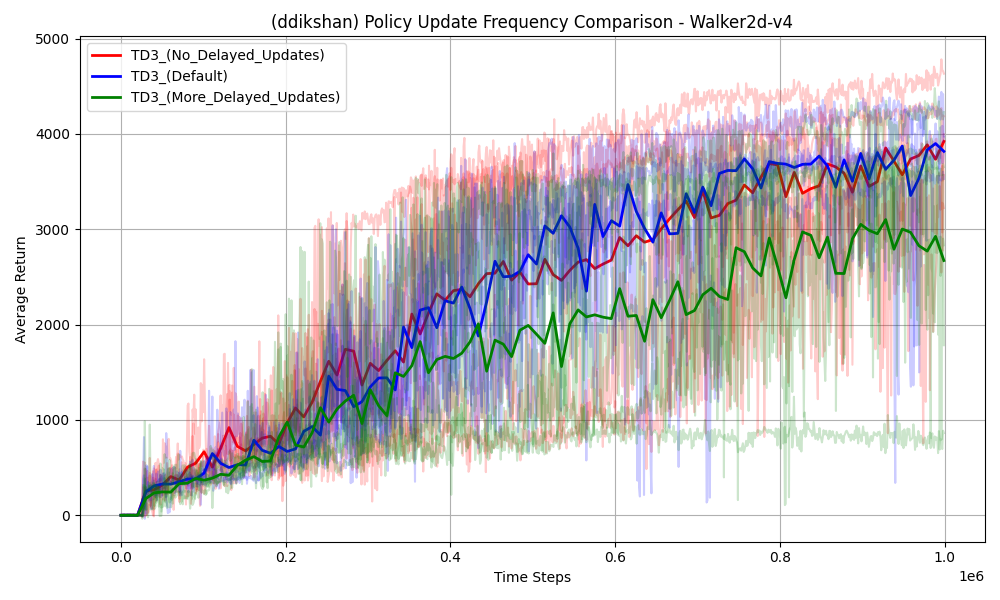 (ddikshan) Policy Update Frequency Comparison - Walker2d-v4
TD3_(No_Delayed_Updates)
TD3_(Default)
TD3_(More_Delayed_Updates)
Average Return
5000
4000
3000
2000
1000
0
0.0 0.2 0.4 0.6 0.8 1.0
1e6
Time Steps